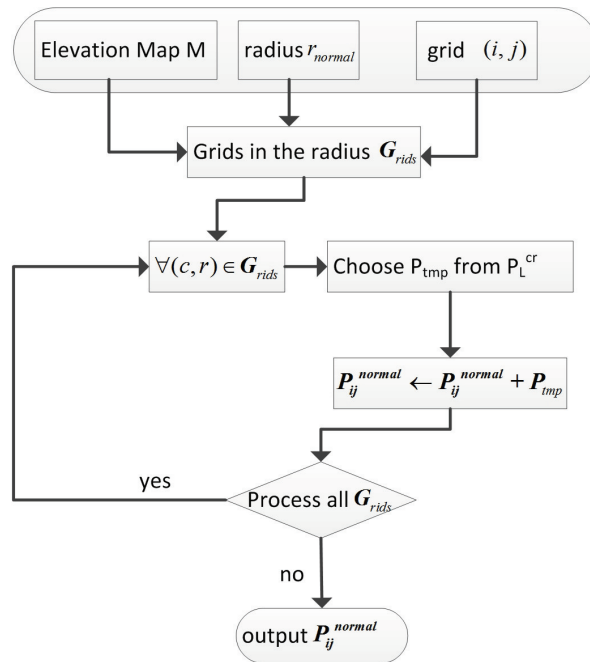 Elevation Map M
radius r_normal
grid (i, j)
Grids in the radius G_rids
∀(c, r) ∈ G_rids
Choose P_tmp from P_L^cr
P_ij^normal ← P_ij^normal + P_tmp
yes
Process all G_rids
no
output P_ij^normal